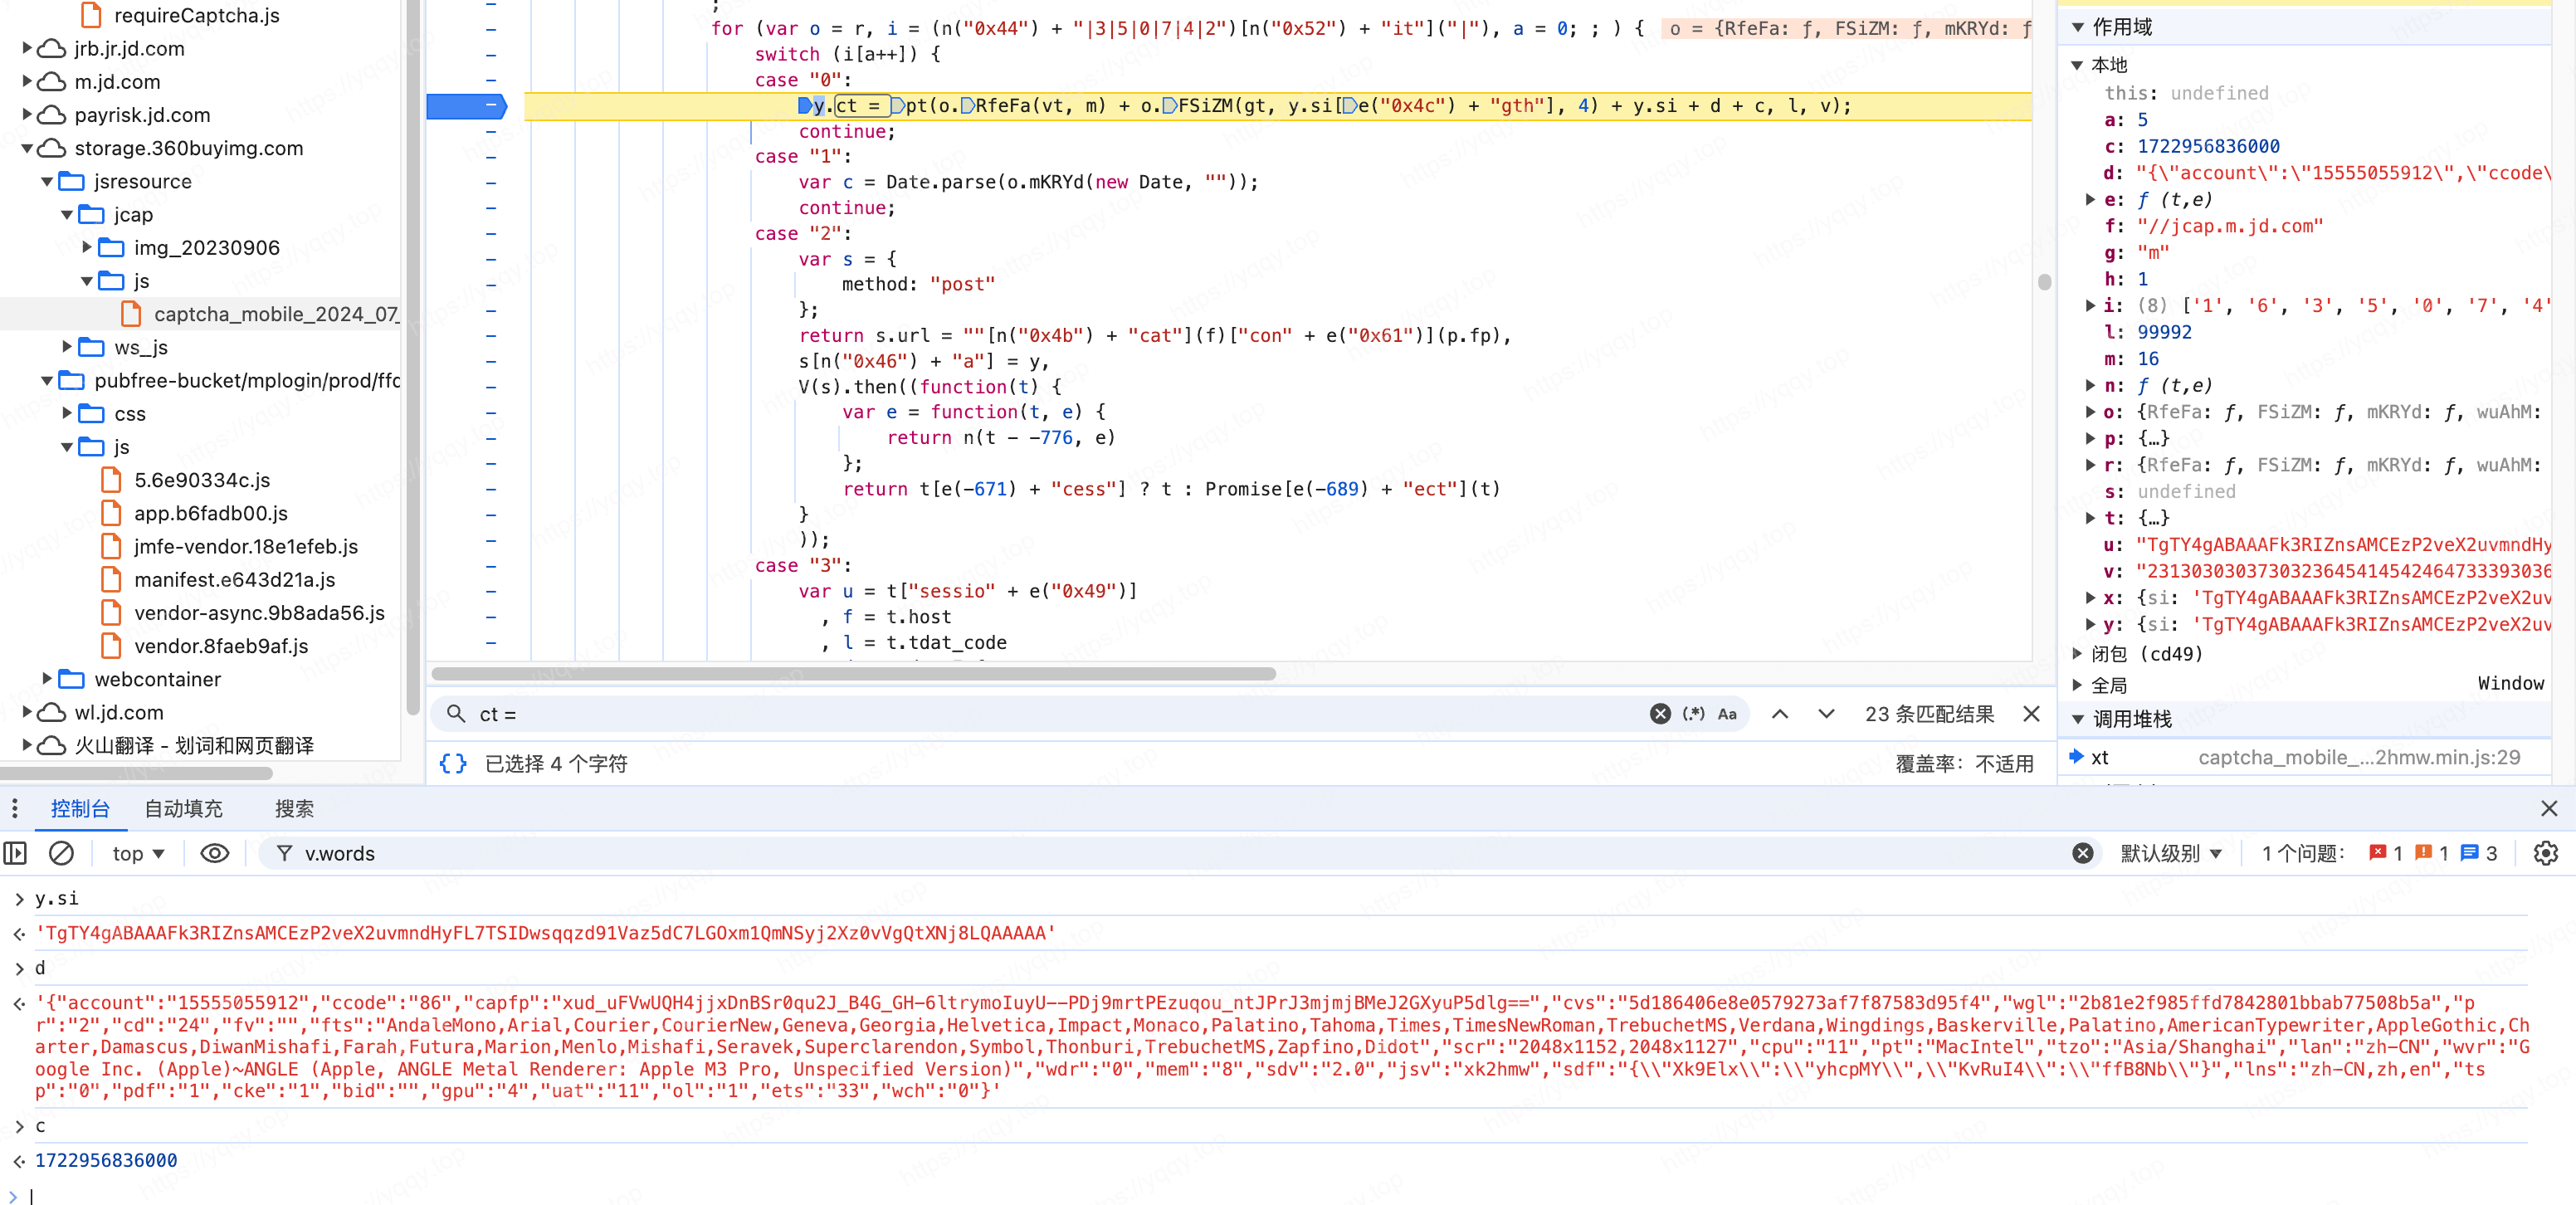 requireCaptcha.js
jrb.jr.jd.com
m.jd.com
payrisk.jd.com
storage.360buyimg.com
jsresource
jcap
img_20230906
js
captcha_mobile_2024_07_
ws_js
pubfree-bucket/mplogin/prod/ffc
css
js
5.6e90334c.js
app.b6fadb00.js
jmfe-vendor.18e1efeb.js
manifest.e643d21a.js
vendor-async.9b8ada56.js
vendor.8faeb9af.js
webcontainer
wl.jd.com
火山翻译 - 划词和网页翻译
;
for (var o = r, i = (n("0x44") + "|3|5|0|7|4|2")[n("0x52") + "it"]("|"), a = 0; ; ) { o = {RfeFa: ƒ, FSiZM: ƒ, mKRYd: ƒ
switch (i[a++]) {
case "0":
y.ct = pt(o.RfeFa(vt, m) + o.FSiZM(gt, y.si[e("0x4c") + "gth"], 4) + y.si + d + c, l, v);
continue;
case "1":
var c = Date.parse(o.mKRYd(new Date, ""));
continue;
case "2":
var s = {
method: "post"
};
return s.url = ""[n("0x4b") + "cat"](f)["con" + e("0x61")](p.fp),
s[n("0x46") + "a"] = y,
V(s).then((function(t) {
var e = function(t, e) {
return n(t - -776, e)
};
return t[e(-671) + "cess"] ? t : Promise[e(-689) + "ect"](t)
}
));
case "3":
var u = t["sessio" + e("0x49")]
, f = t.host
, l = t.tdat_code
ct =
23 条匹配结果
已选择 4 个字符
覆盖率：不适用
作用域
本地
this: undefined
a: 5
c: 1722956836000
d: "{\"account\":\"15555055912\",\"ccode\
e: ƒ (t,e)
f: "//jcap.m.jd.com"
g: "m"
h: 1
i: (8) ['1', '6', '3', '5', '0', '7', '4'
l: 99992
m: 16
n: ƒ (t,e)
o: {RfeFa: ƒ, FSiZM: ƒ, mKRYd: ƒ, wuAhM:
p: {…}
r: {RfeFa: ƒ, FSiZM: ƒ, mKRYd: ƒ, wuAhM:
s: undefined
t: {…}
u: "TgTY4gABAAAFk3RIZnsAMCEzP2veX2uvmndHy
v: "2313030303730323645414542464733393036
x: {si: 'TgTY4gABAAAFk3RIZnsAMCEzP2veX2uv
y: {si: 'TgTY4gABAAAFk3RIZnsAMCEzP2veX2uv
闭包 (cd49)
全局 Window
调用堆栈
xt captcha_mobile_...2hmw.min.js:29
控制台 自动填充 搜索
top v.words 默认级别 1 个问题： 1 1 3
y.si
'TgTY4gABAAAFk3RIZnsAMCEzP2veX2uvmndHyFL7TSIDwsqqzd91Vaz5dC7LGOxm1QmNSyj2Xz0vVgQtXNj8LQAAAAA'
d
'{"account":"15555055912","ccode":"86","capfp":"xud_uFVwUQH4jjxDnBSr0qu2J_B4G_GH-6ltrymoIuyU--PDj9mrtPEzuqou_ntJPrJ3mjmjBMeJ2GXyuP5dlg==","cvs":"5d186406e8e0579273af7f87583d95f4","wgl":"2b81e2f985ffd7842801bbab77508b5a","p
r":"2","cd":"24","fv":"","fts":"AndaleMono,Arial,Courier,CourierNew,Geneva,Georgia,Helvetica,Impact,Monaco,Palatino,Tahoma,Times,TimesNewRoman,TrebuchetMS,Verdana,Wingdings,Baskerville,Palatino,AmericanTypewriter,AppleGothic,Ch
arter,Damascus,DiwanMishafi,Farah,Futura,Marion,Menlo,Mishafi,Seravek,Superclarendon,Symbol,Thonburi,TrebuchetMS,Zapfino,Didot","scr":"2048x1152,2048x1127","cpu":"11","pt":"MacIntel","tzo":"Asia/Shanghai","lan":"zh-CN","wvr":"G
oogle Inc. (Apple)~ANGLE (Apple, ANGLE Metal Renderer: Apple M3 Pro, Unspecified Version)","wdr":"0","mem":"8","sdv":"2.0","jsv":"xk2hmw","sdf":"{\\"Xk9Elx\\":\\"yhcpMY\\",\\"KvRuI4\\":\\"ffB8Nb\\"}","lns":"zh-CN,zh,en","ts
p":"0","pdf":"1","cke":"1","bid":"","gpu":"4","uat":"11","ol":"1","ets":"33","wch":"0"}'
c
1722956836000